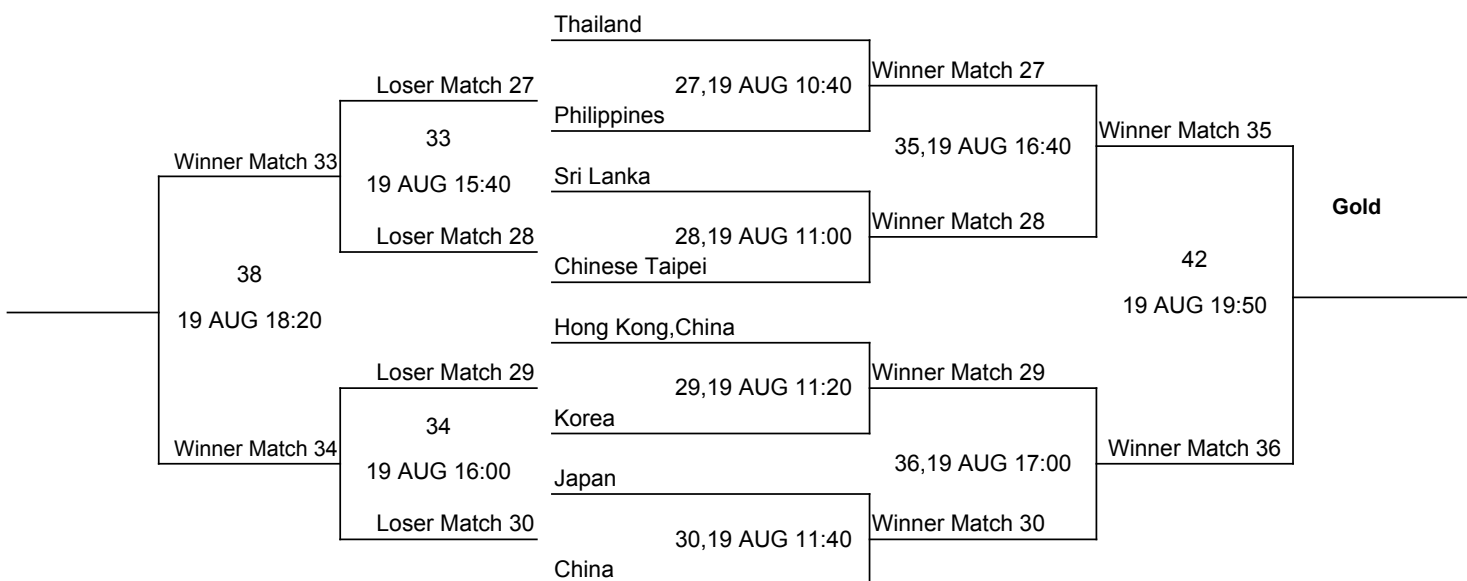 Thailand
Loser Match 27
27,19 AUG 10:40
Winner Match 27
Philippines
33
35,19 AUG 16:40
Winner Match 35
Winner Match 33
19 AUG 15:40
Sri Lanka
Gold
Loser Match 28
28,19 AUG 11:00
Winner Match 28
Chinese Taipei
38
42
19 AUG 18:20
19 AUG 19:50
Hong Kong,China
Loser Match 29
29,19 AUG 11:20
Winner Match 29
Korea
34
Winner Match 34
19 AUG 16:00
36,19 AUG 17:00
Winner Match 36
Japan
Loser Match 30
30,19 AUG 11:40
Winner Match 30
China